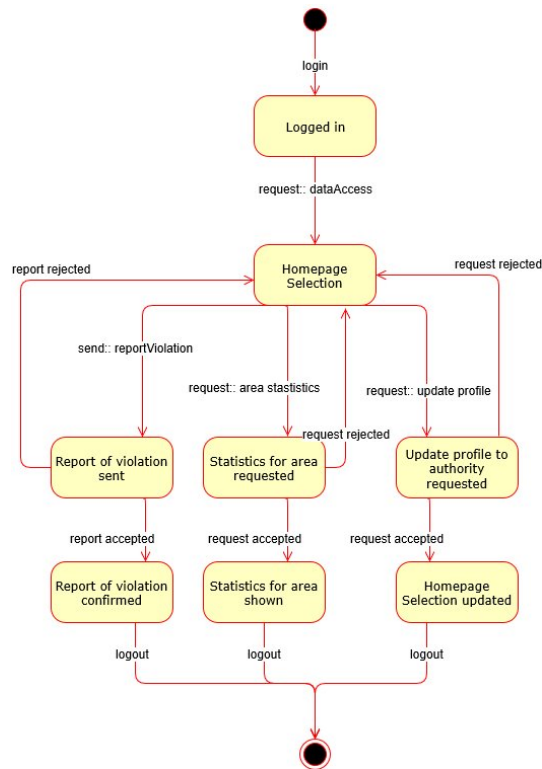 login
Logged in
request:: dataAccess
report rejected
request rejected
Homepage
Selection
send:: reportViolation
request:: area stastistics
request:: update profile
request rejected
Report of violation
sent
Statistics for area
requested
Update profile to
authority
requested
report accepted
request accepted
request accepted
Report of violation
confirmed
Statistics for area
shown
Homepage
Selection updated
logout
logout
logout